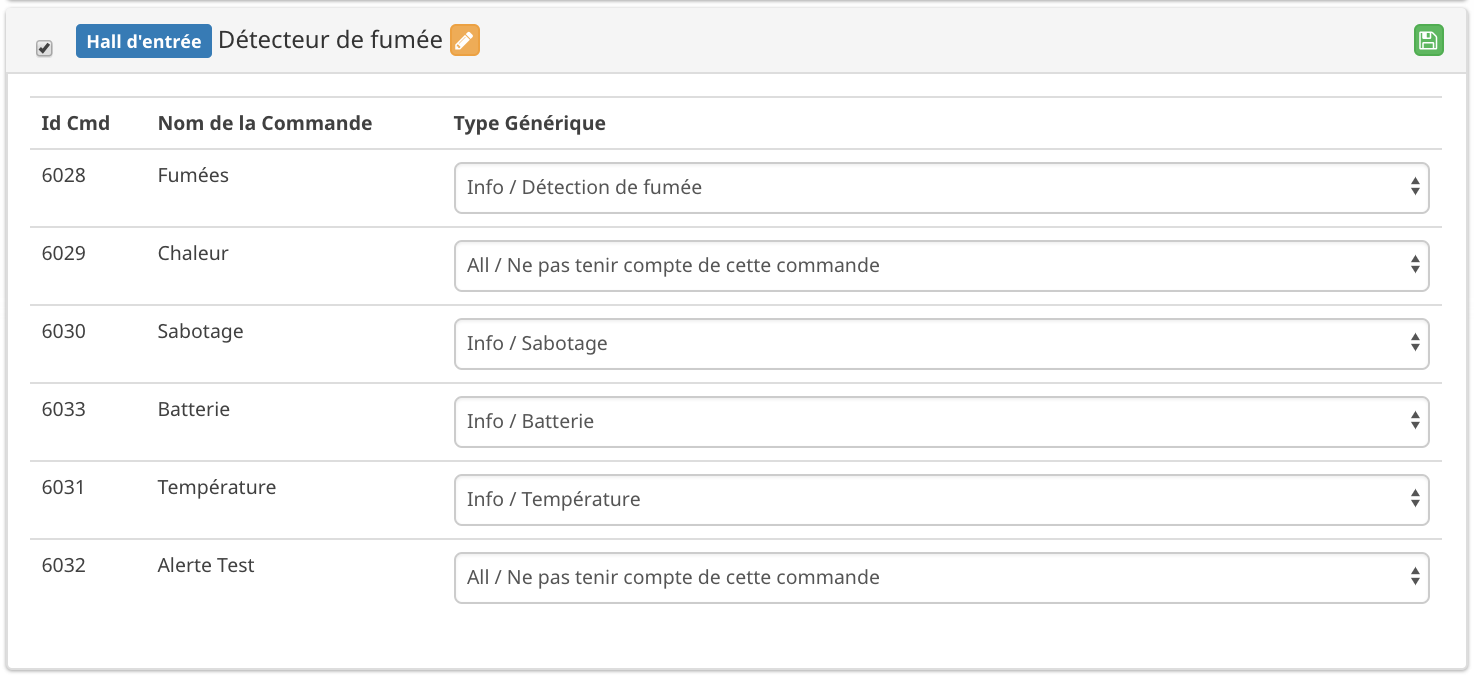 Hall d'entrée Détecteur de fumée
Id Cmd Nom de la Commande Type Générique
6028 Fumées Info / Détection de fumée
6029 Chaleur All / Ne pas tenir compte de cette commande
6030 Sabotage Info / Sabotage
6033 Batterie Info / Batterie
6031 Température Info / Température
6032 Alerte Test All / Ne pas tenir compte de cette commande